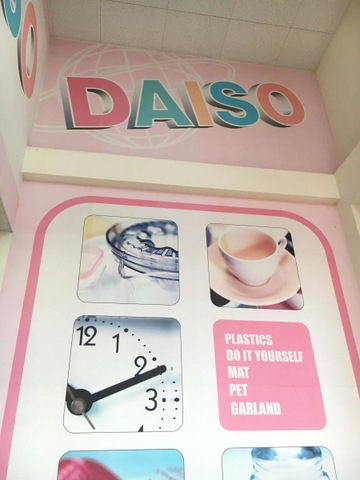 DAISO
12
1
2
3
PLASTICS
DO IT YOURSELF
MAT
PET
GARLAND